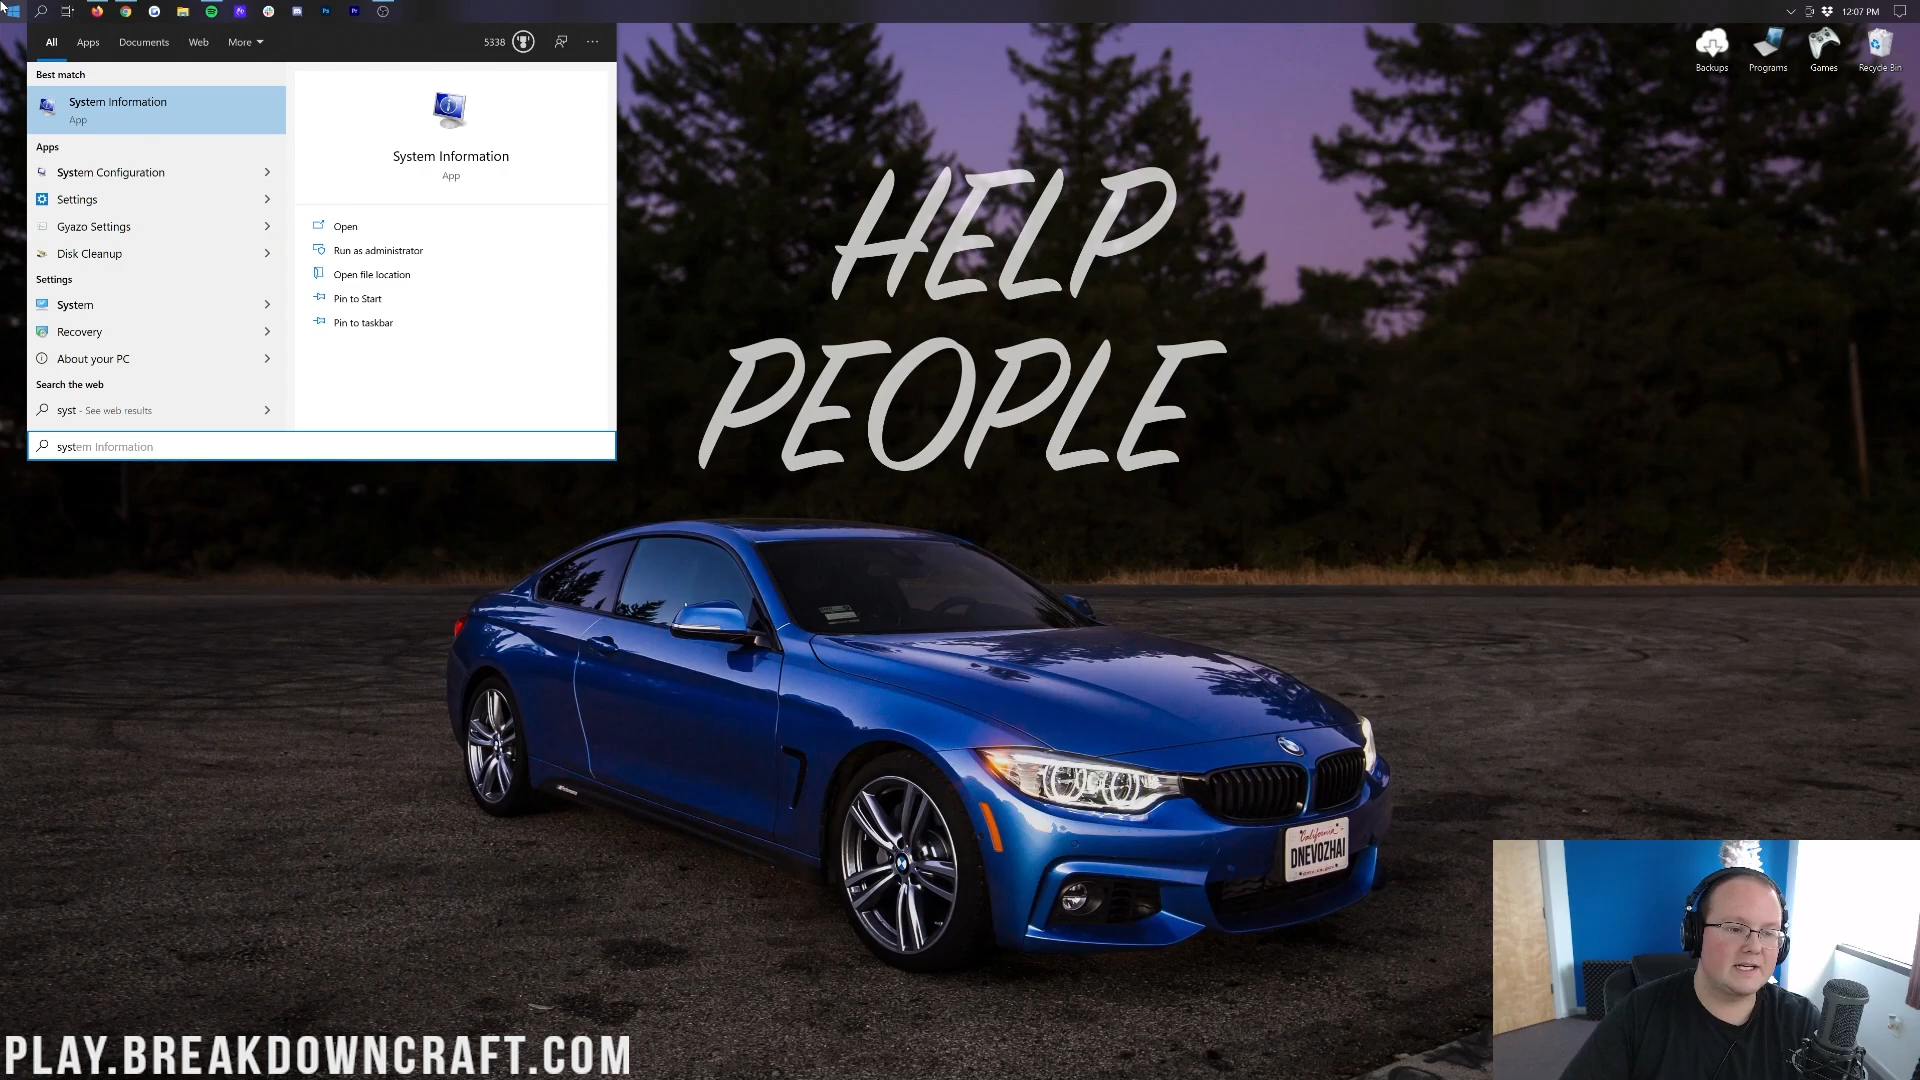 12:07 PM
All Apps Documents Web More 5338
Best match
System Information
App
Apps
System Configuration
Settings
Gyazo Settings
Disk Cleanup
Settings
System
Recovery
About your PC
Search the web
syst - See web results
system Information
System Information
App
Open
Run as administrator
Open file location
Pin to Start
Pin to taskbar
Backups Programs Games Recycle Bin
HELP
PEOPLE
California
DNEVOZHAI
PLAY.BREAKDOWNCRAFT.COM